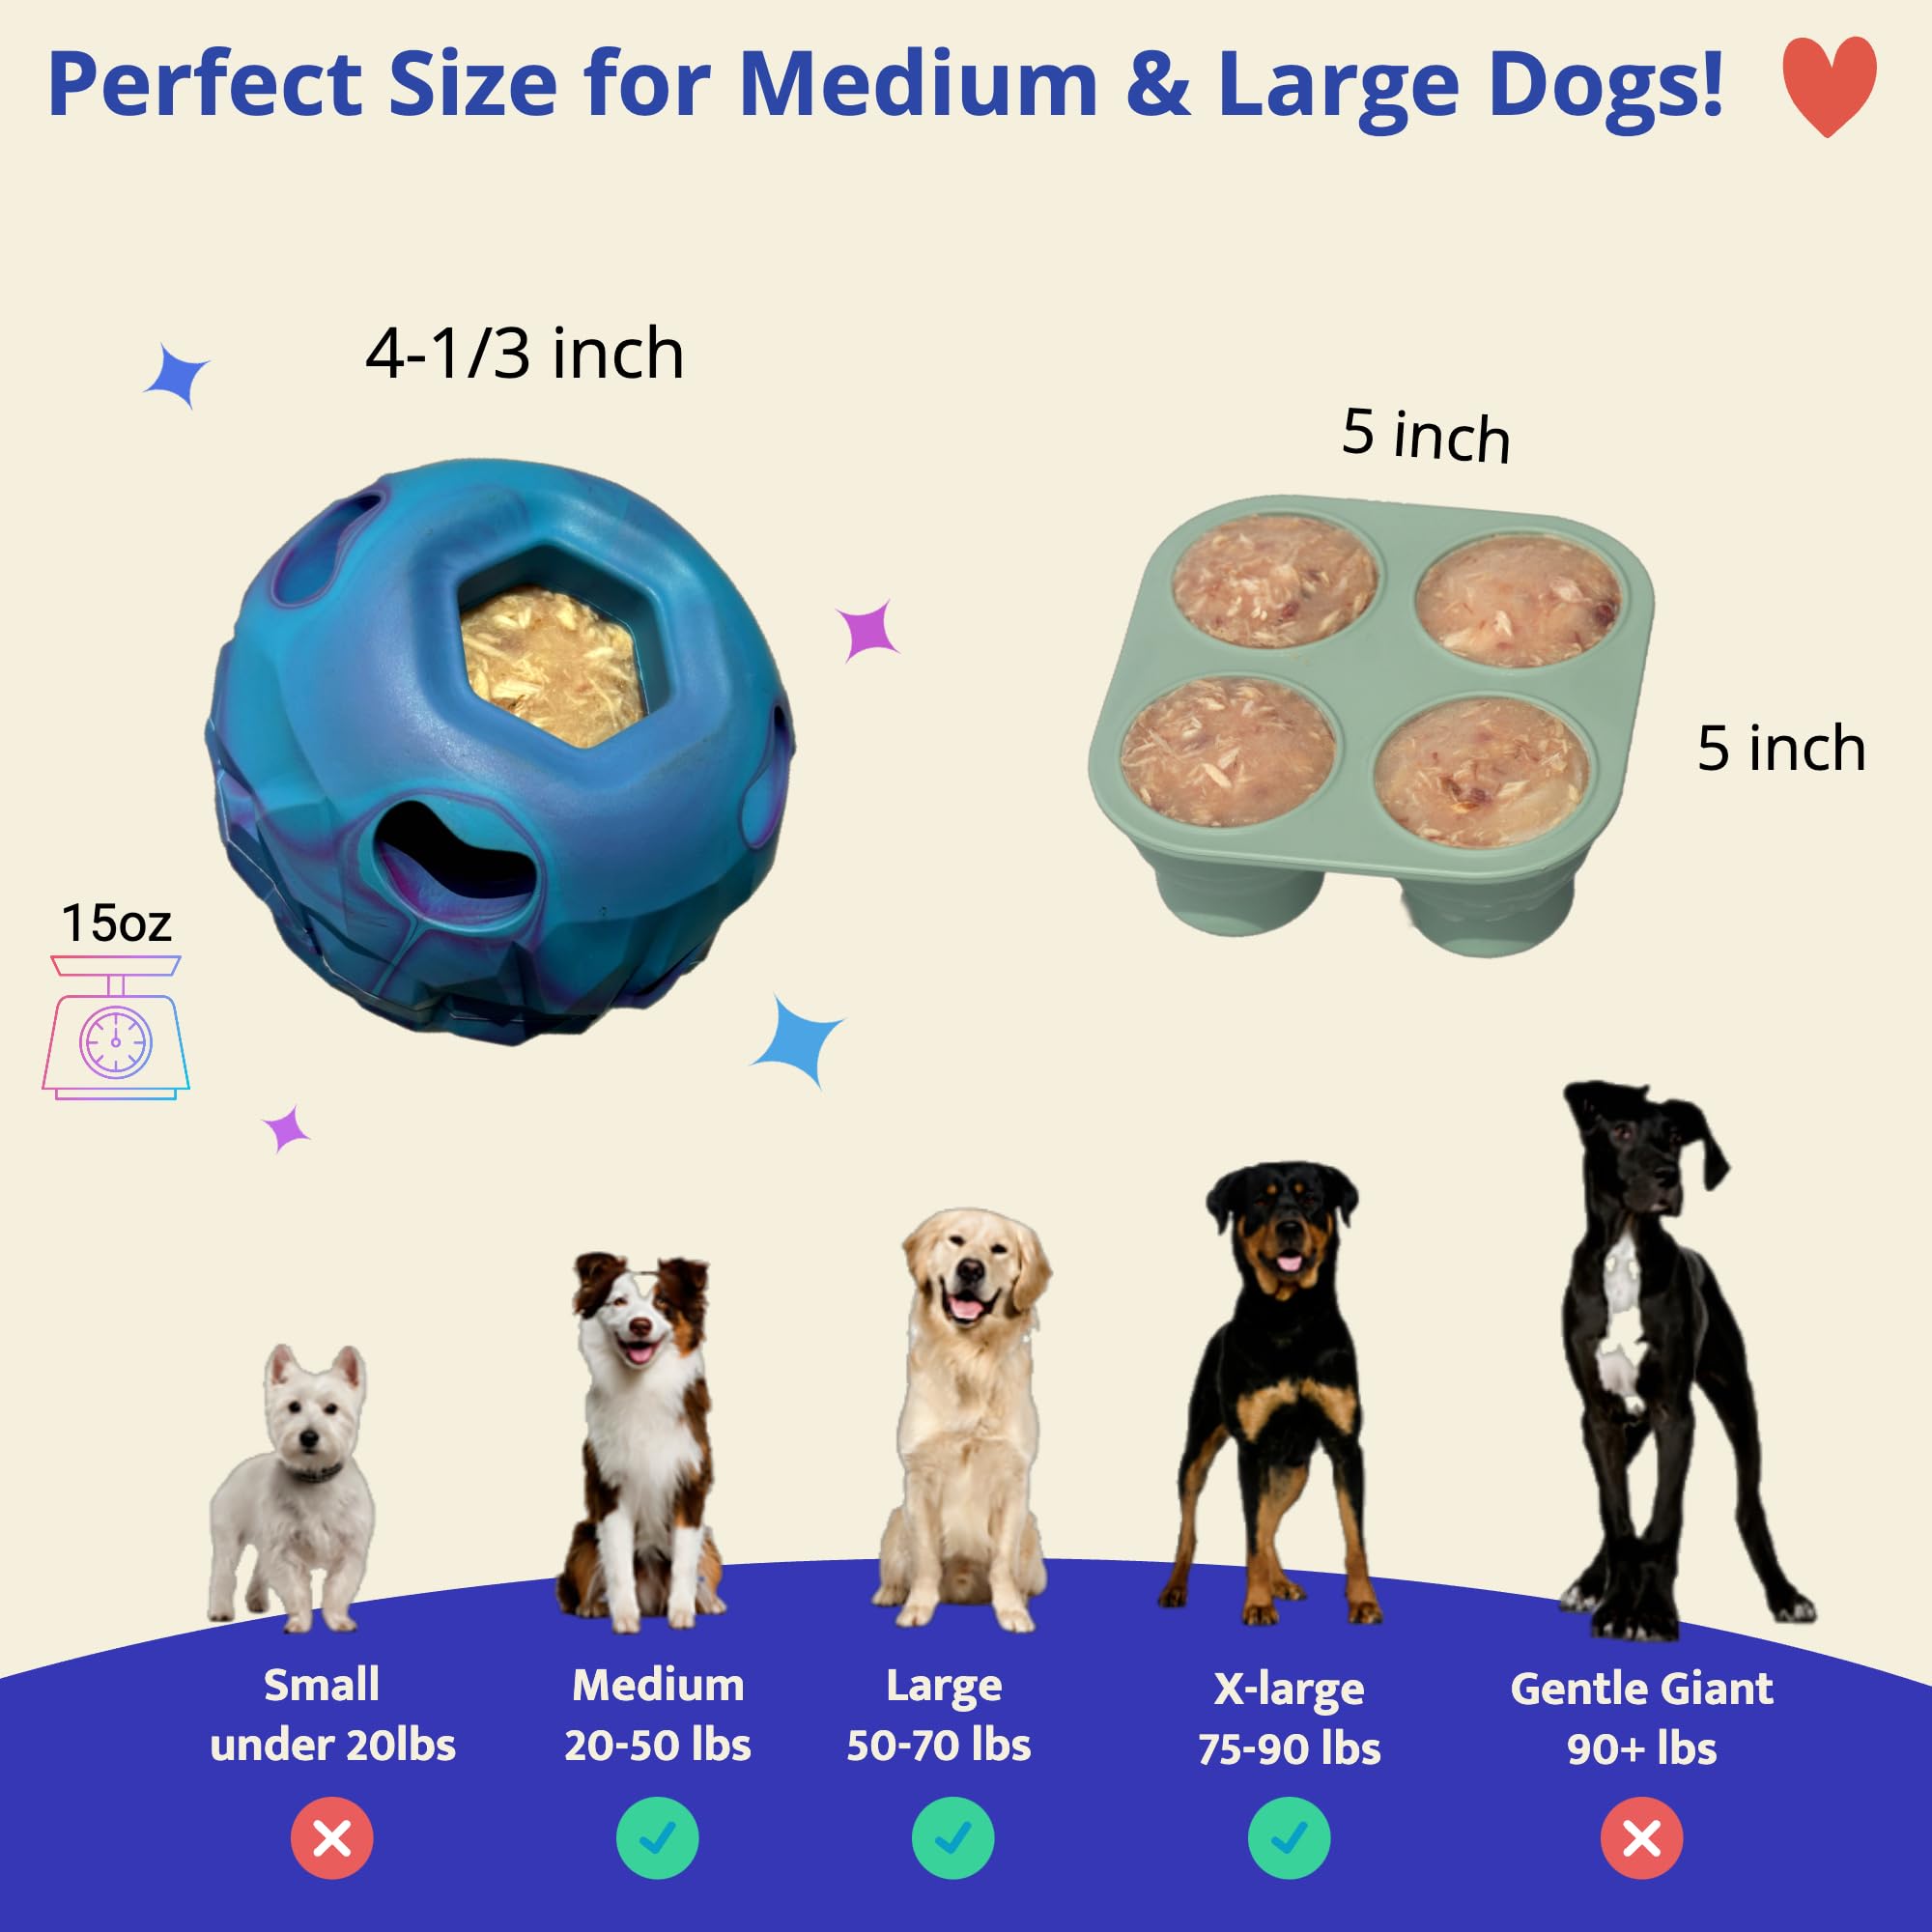 Perfect Size for Medium & Large Dogs!
4-1/3 inch
5 inch
5 inch
15oz
Small
under 20lbs
Medium
20-50 lbs
Large
50-70 lbs
X-large
75-90 lbs
Gentle Giant
90+ lbs